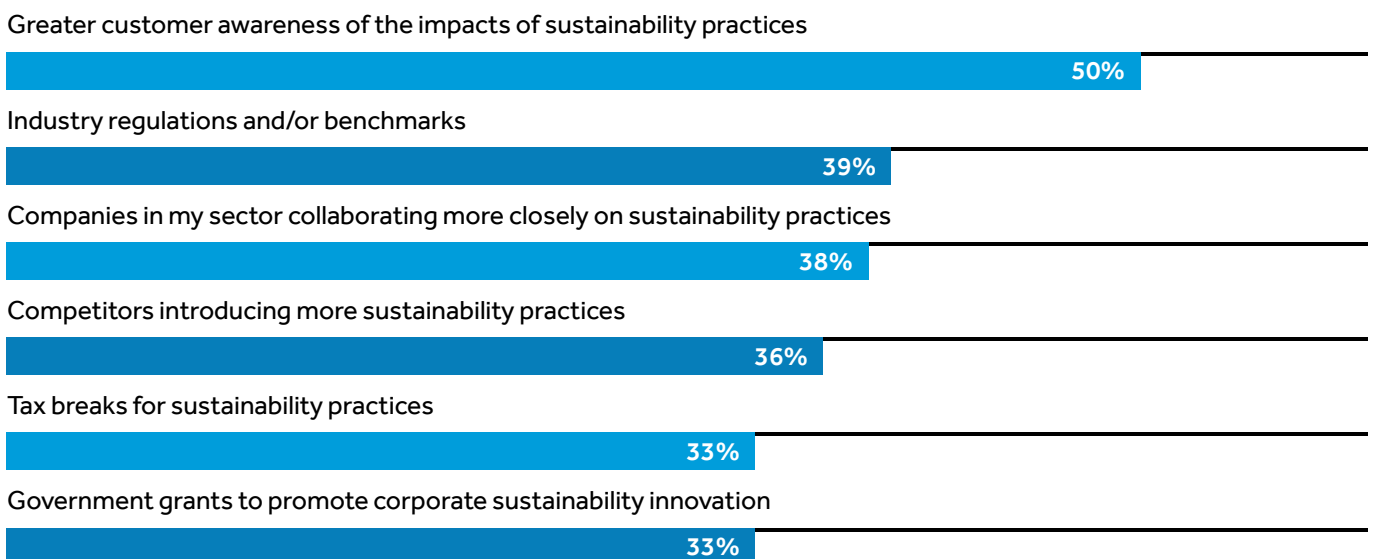 Greater customer awareness of the impacts of sustainability practices
50%
Industry regulations and/or benchmarks
39%
Companies in my sector collaborating more closely on sustainability practices
38%
Competitors introducing more sustainability practices
36%
Tax breaks for sustainability practices
33%
Government grants to promote corporate sustainability innovation
33%